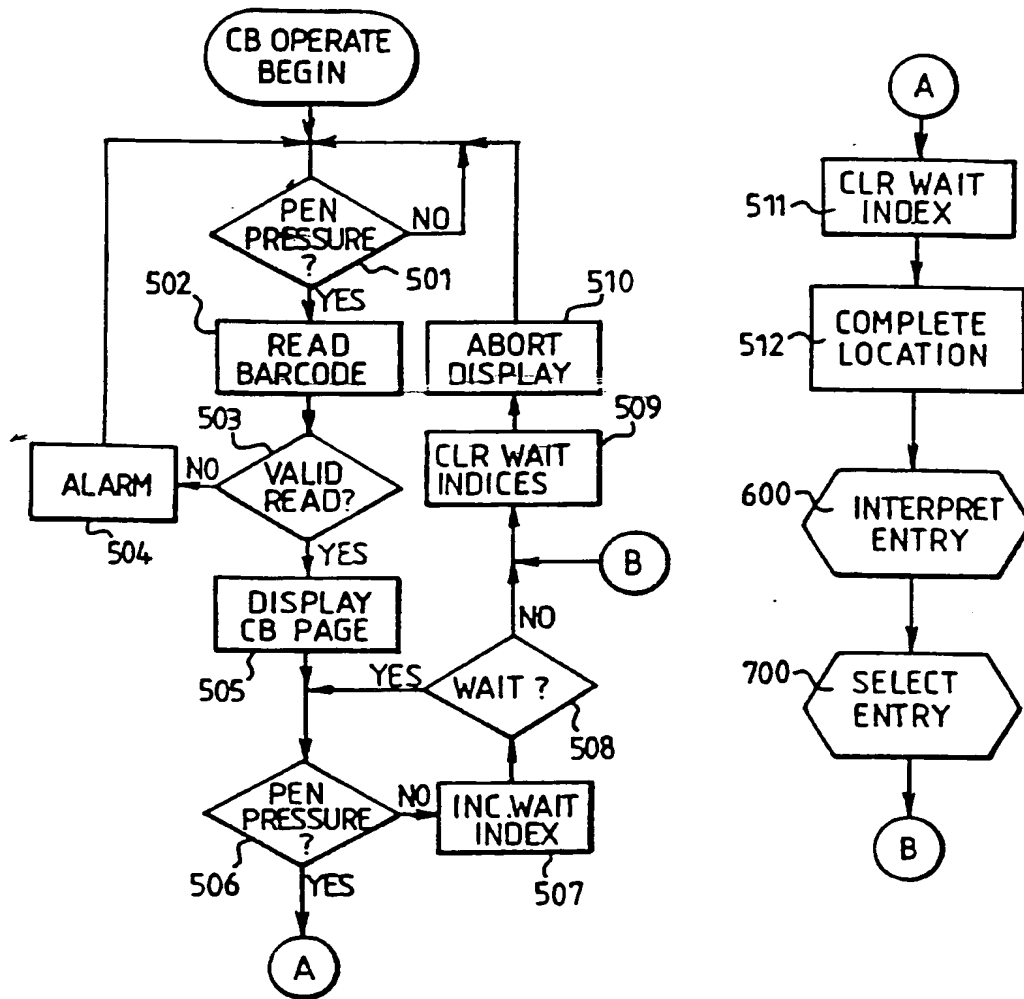 CB OPERATE
BEGIN
PEN
PRESSURE
?
NO
501
YES
502
READ
BARCODE
503
VALID
READ?
NO
ALARM
504
YES
DISPLAY
CB PAGE
505
PEN
PRESSURE
?
506
NO
YES
A
INC.WAIT
INDEX
507
WAIT ?
508
YES
NO
B
CLR WAIT
INDICES
509
ABORT
DISPLAY
510
A
511
CLR WAIT
INDEX
512
COMPLETE
LOCATION
600
INTERPRET
ENTRY
700
SELECT
ENTRY
B